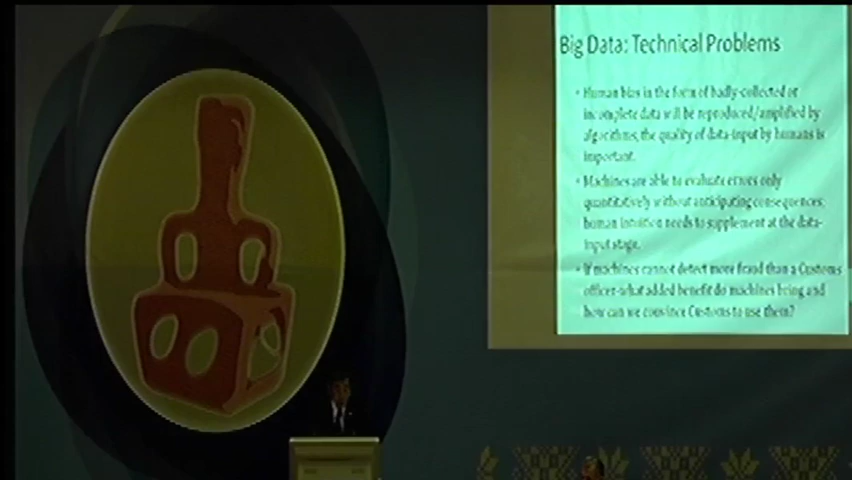 Big Data: Technical Problems
• Human bias in the form of badly-collected or
incomplete data will be reproduced/amplified by
algorithms, the quality of data-input by humans is
important.
• Machines are able to evaluate errors only
quantitatively without anticipating consequences;
human intuition needs to supplement at the data-
input stage.
• If machines cannot detect more fraud than a Customs
officer-what added benefit do machines bring and
how can we convince Customs to use them?